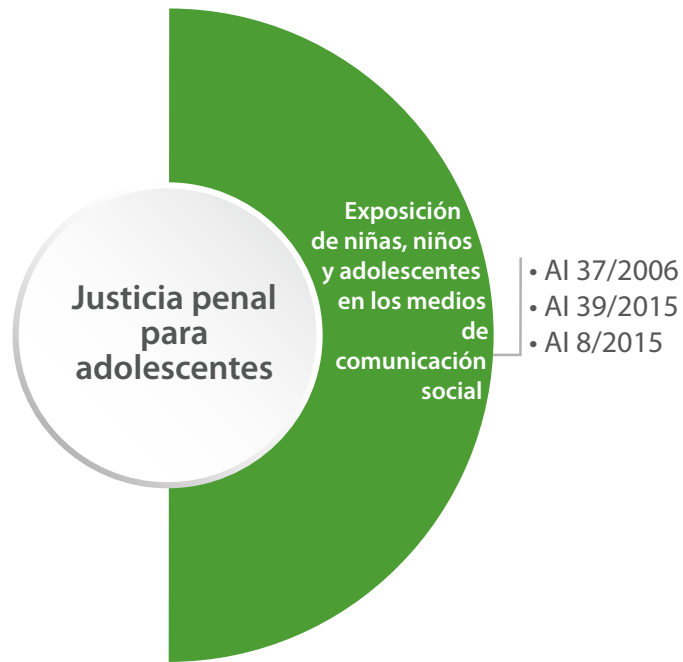 Justicia penal
para
adolescentes
Exposición
de niñas, niños
y adolescentes
en los medios
de
comunicación
social
• AI 37/2006
• AI 39/2015
• AI 8/2015